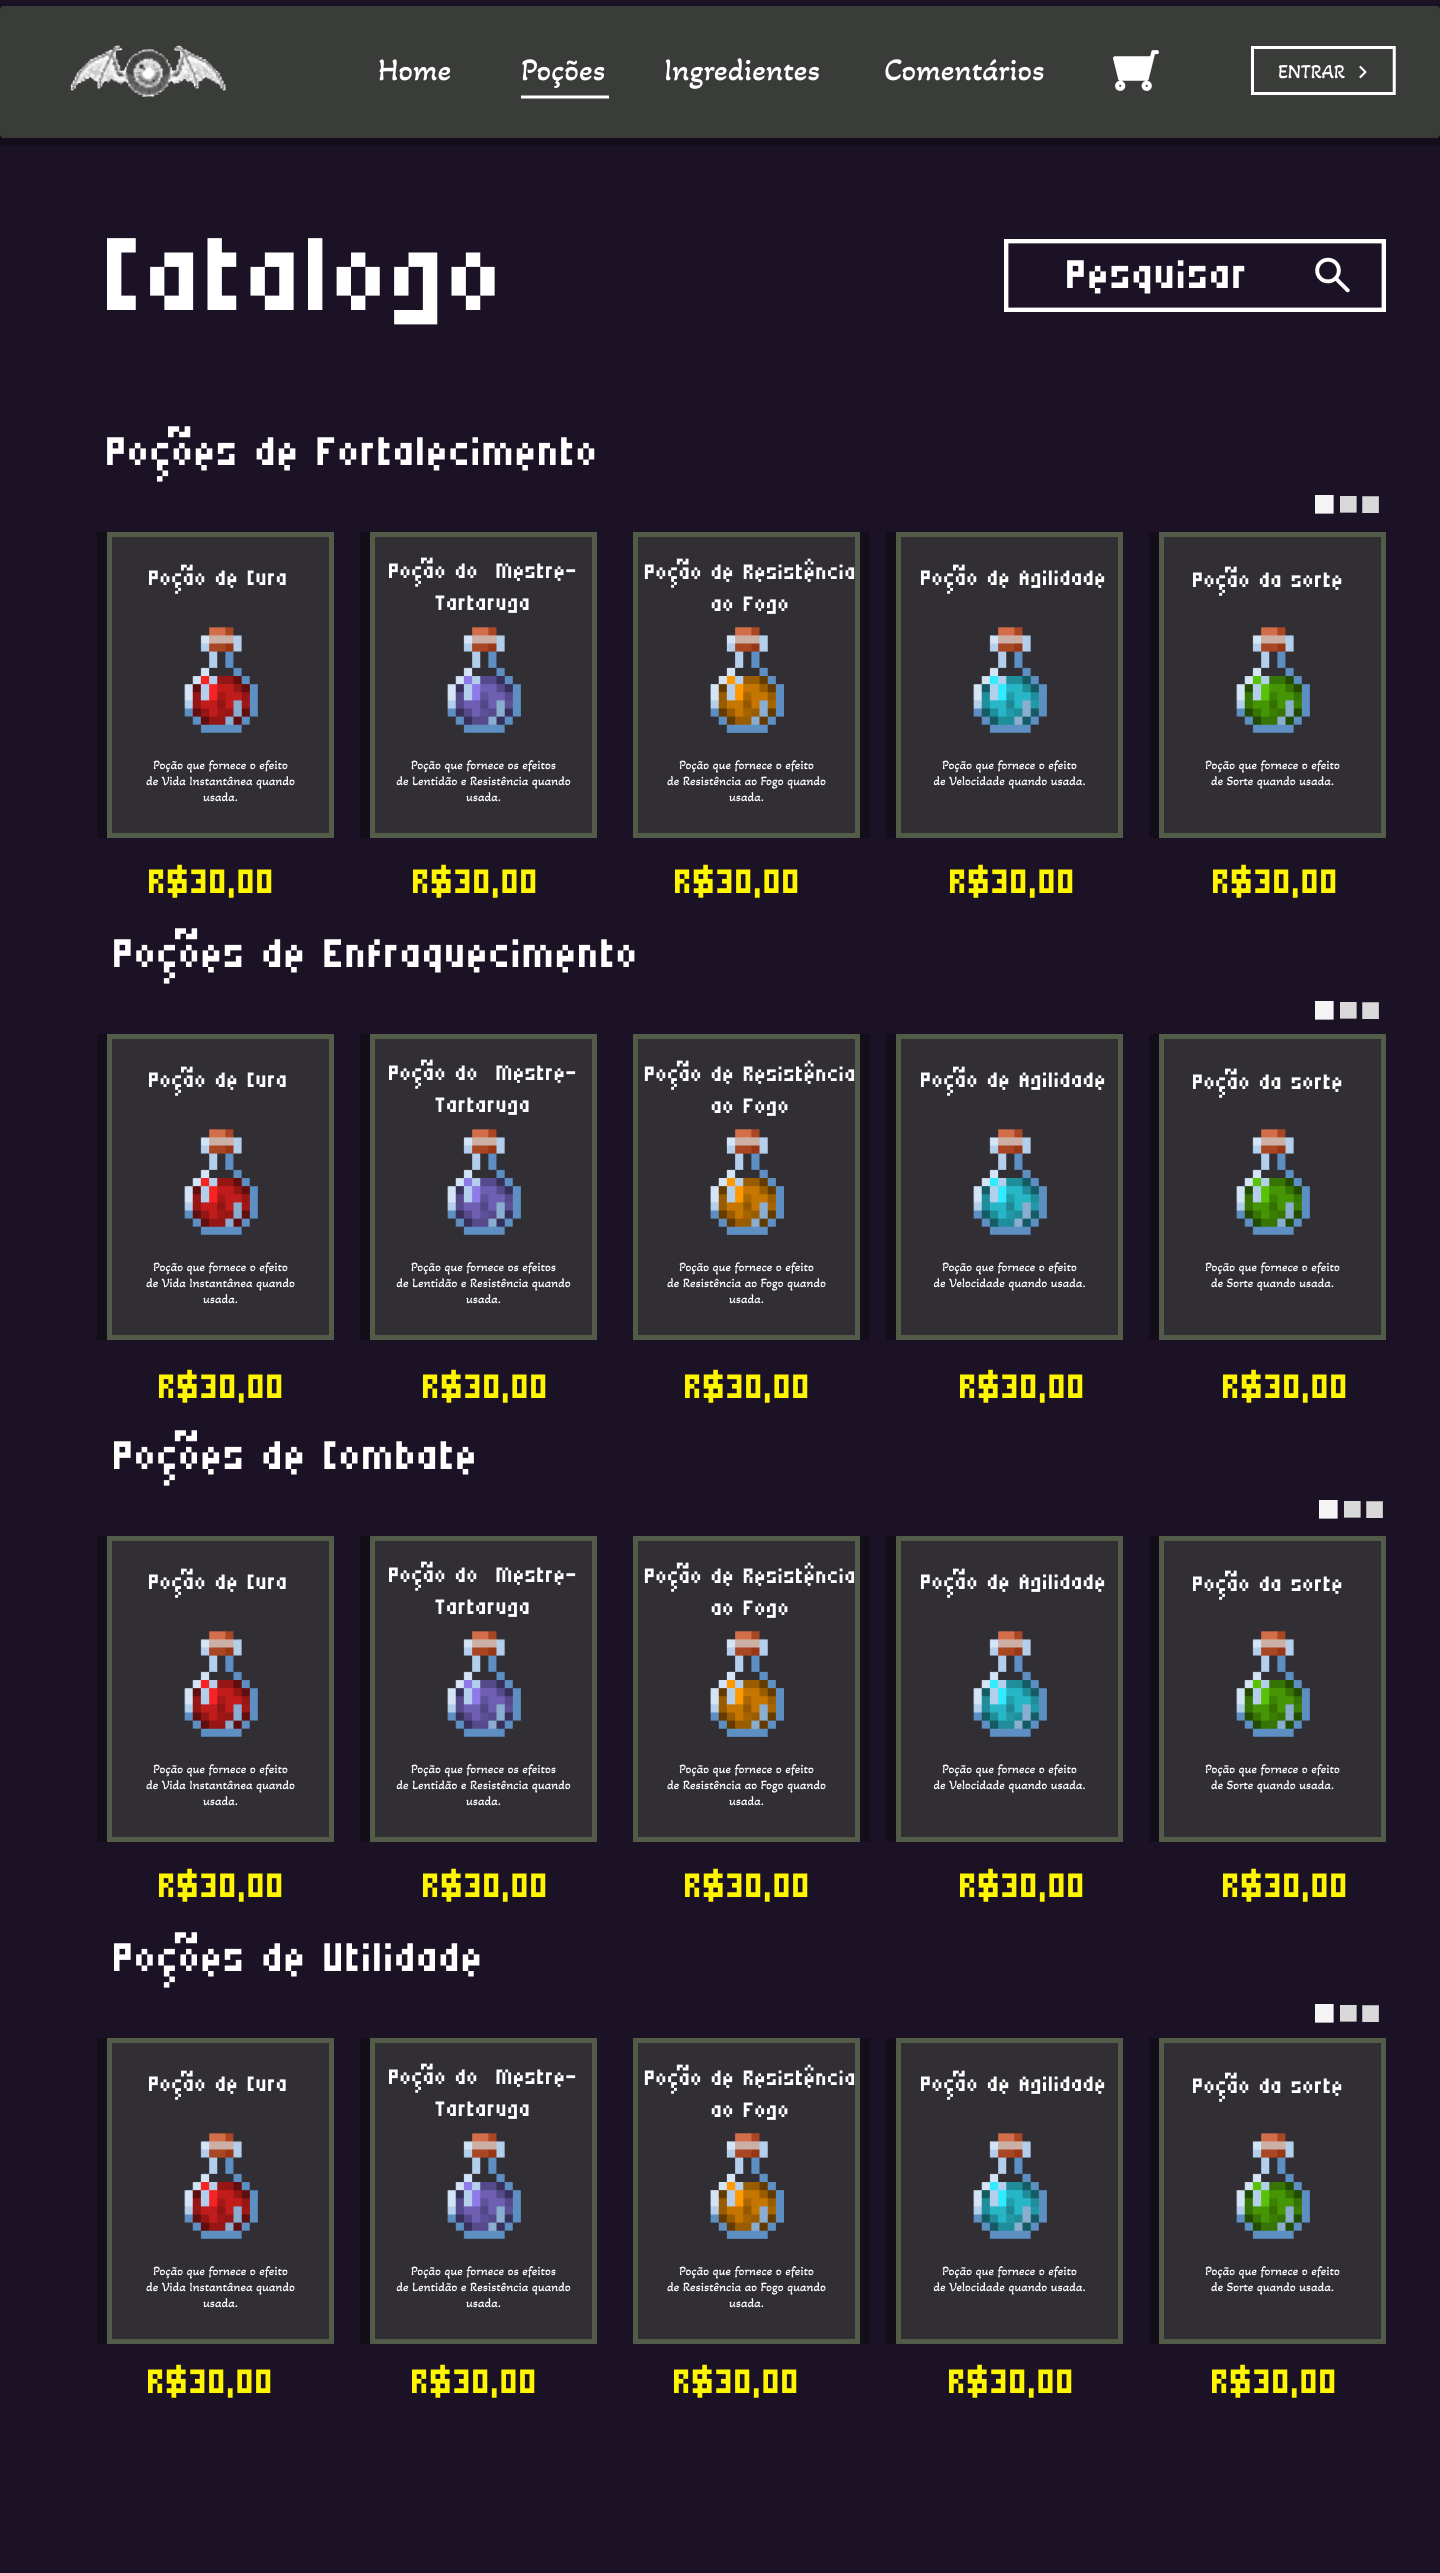 Home Poções Ingredientes Comentários ENTRAR
Catalogo
Pesquisar
Poções de Fortalecimento
Poção de Cura
Poção do Mestre-
Tartaruga
Poção de Resistência
ao Fogo
Poção de Agilidade
Poção da sorte
Poção que fornece o efeito
de Vida Instantânea quando
usada.
Poção que fornece os efeitos
de Lentidão e Resistência quando
usada.
Poção que fornece o efeito
de Resistência ao Fogo quando
usada.
Poção que fornece o efeito
de Velocidade quando usada.
Poção que fornece o efeito
de Sorte quando usada.
R$30,00 R$30,00 R$30,00 R$30,00 R$30,00
Poções de Enfraquecimento
Poção de Cura
Poção do Mestre-
Tartaruga
Poção de Resistência
ao Fogo
Poção de Agilidade
Poção da sorte
Poção que fornece o efeito
de Vida Instantânea quando
usada.
Poção que fornece os efeitos
de Lentidão e Resistência quando
usada.
Poção que fornece o efeito
de Resistência ao Fogo quando
usada.
Poção que fornece o efeito
de Velocidade quando usada.
Poção que fornece o efeito
de Sorte quando usada.
R$30,00 R$30,00 R$30,00 R$30,00 R$30,00
Poções de Combate
Poção de Cura
Poção do Mestre-
Tartaruga
Poção de Resistência
ao Fogo
Poção de Agilidade
Poção da sorte
Poção que fornece o efeito
de Vida Instantânea quando
usada.
Poção que fornece os efeitos
de Lentidão e Resistência quando
usada.
Poção que fornece o efeito
de Resistência ao Fogo quando
usada.
Poção que fornece o efeito
de Velocidade quando usada.
Poção que fornece o efeito
de Sorte quando usada.
R$30,00 R$30,00 R$30,00 R$30,00 R$30,00
Poções de Utilidade
Poção de Cura
Poção do Mestre-
Tartaruga
Poção de Resistência
ao Fogo
Poção de Agilidade
Poção da sorte
Poção que fornece o efeito
de Vida Instantânea quando
usada.
Poção que fornece os efeitos
de Lentidão e Resistência quando
usada.
Poção que fornece o efeito
de Resistência ao Fogo quando
usada.
Poção que fornece o efeito
de Velocidade quando usada.
Poção que fornece o efeito
de Sorte quando usada.
R$30,00 R$30,00 R$30,00 R$30,00 R$30,00